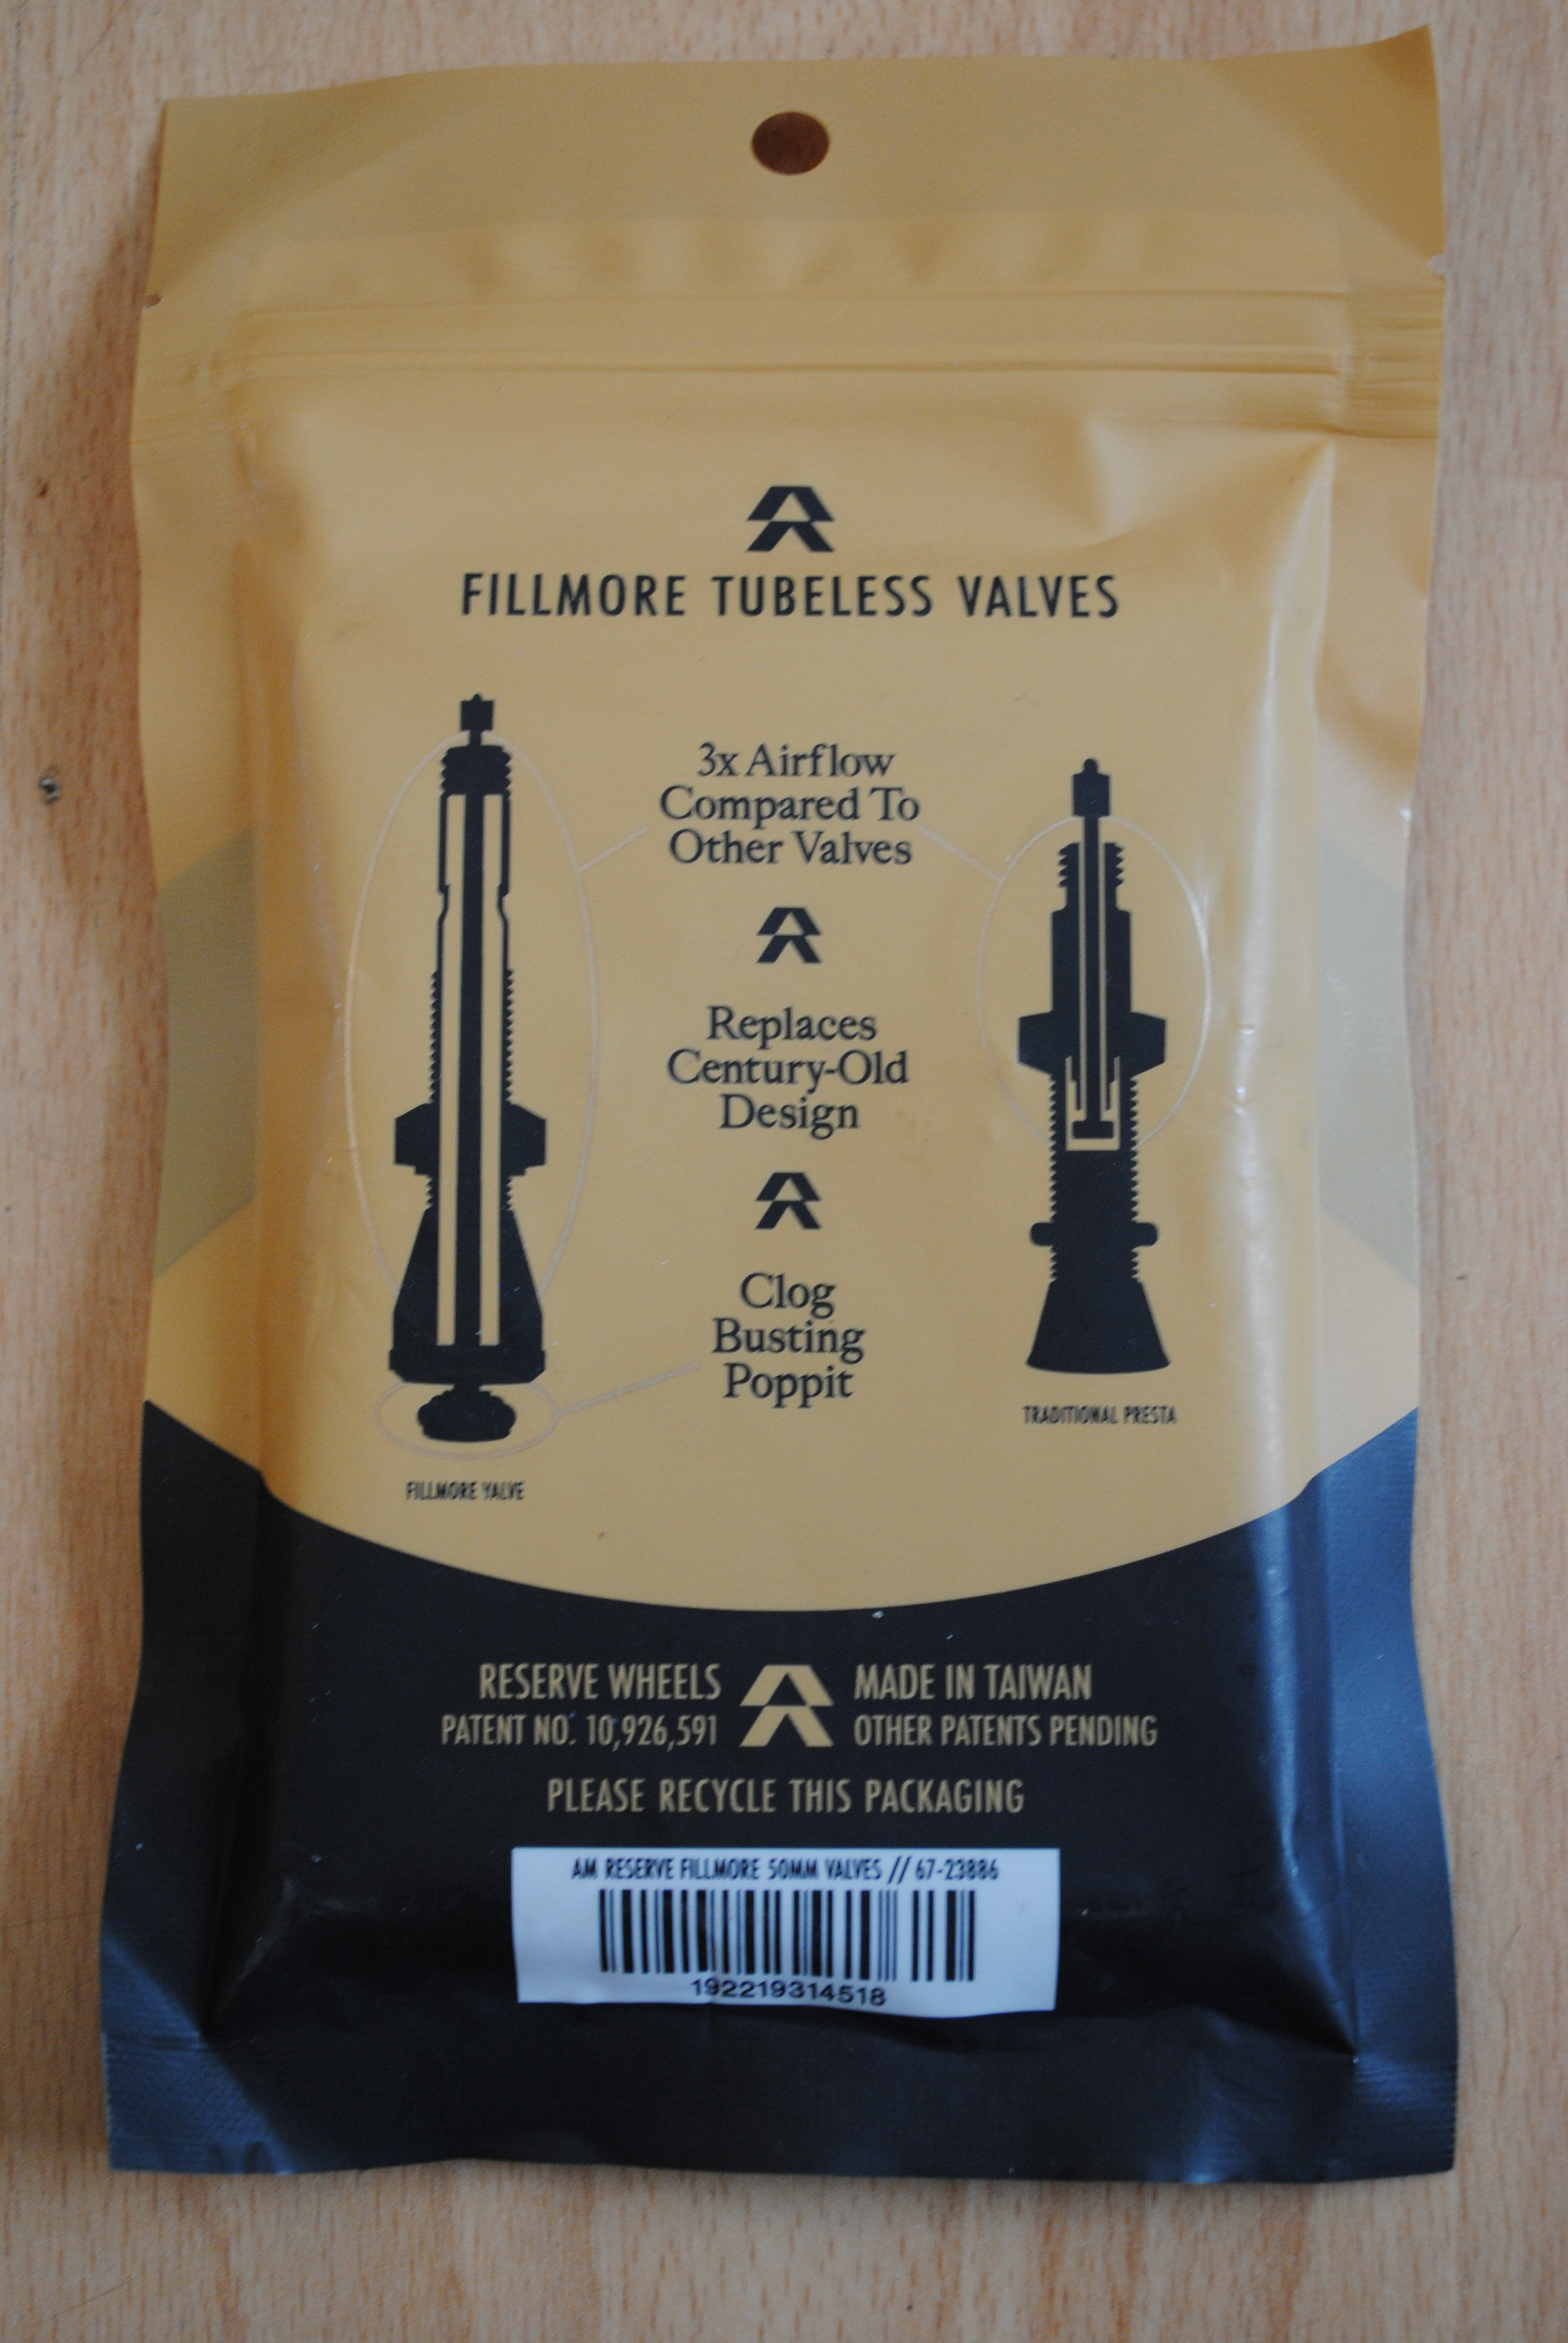 FILLMORE TUBELESS VALVES
3x Airflow
Compared To
Other Valves
Replaces
Century-Old
Design
Clog
Busting
Poppit
TRADITIONAL PRESTA
FILLMORE VALVE
RESERVE WHEELS
PATENT NO. 10,926,591
MADE IN TAIWAN
OTHER PATENTS PENDING
PLEASE RECYCLE THIS PACKAGING
AM RESERVE FILLMORE 50MM VALVES // 67-23886
192219314518